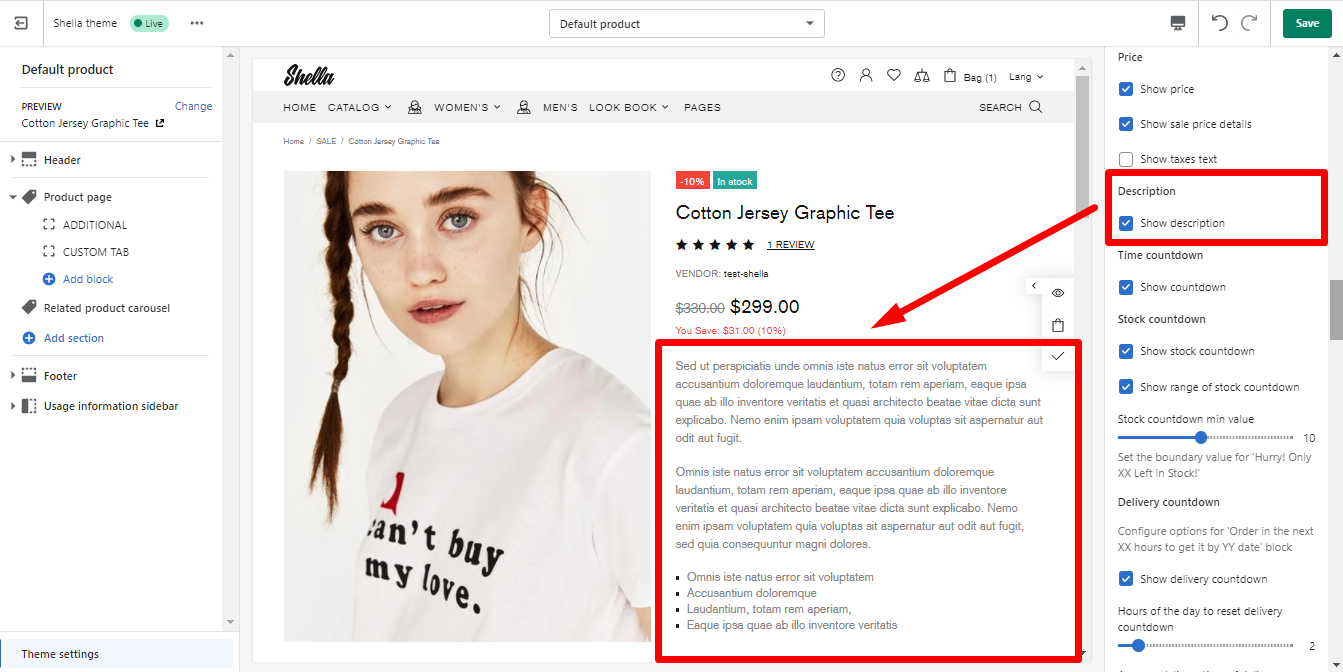 Shella theme
Live
Default product
Save
Default product
PREVIEW
Change
Cotton Jersey Graphic Tee
Header
Product page
ADDITIONAL
CUSTOM TAB
Add block
Related product carousel
Add section
Footer
Usage information sidebar
Theme settings
Shella
Bag (1)
Lang
HOME
CATALOG
WOMEN'S
MEN'S
LOOK BOOK
PAGES
SEARCH
Home / SALE / Cotton Jersey Graphic Tee
I
can't buy
my love.
-10%
In stock
Cotton Jersey Graphic Tee
1 REVIEW
VENDOR: test-shella
$330.00 $299.00
You Save: $31.00 (10%)
Sed ut perspiciatis unde omnis iste natus error sit voluptatem
accusantium doloremque laudantium, totam rem aperiam, eaque ipsa
quae ab illo inventore veritatis et quasi architecto beatae vitae dicta sunt
explicabo. Nemo enim ipsam voluptatem quia voluptas sit aspernatur aut
odit aut fugit.
Omnis iste natus error sit voluptatem accusantium doloremque
laudantium, totam rem aperiam, eaque ipsa quae ab illo inventore
veritatis et quasi architecto beatae vitae dicta sunt explicabo. Nemo
enim ipsam voluptatem quia voluptas sit aspernatur aut odit aut fugit,
sed quia consequuntur magni dolores.
Omnis iste natus error sit voluptatem
Accusantium doloremque
Laudantium, totam rem aperiam,
Eaque ipsa quae ab illo inventore veritatis
Price
Show price
Show sale price details
Show taxes text
Description
Show description
Time countdown
Show countdown
Stock countdown
Show stock countdown
Show range of stock countdown
Stock countdown min value
10
Set the boundary value for 'Hurry! Only
XX Left in Stock!'
Delivery countdown
Configure options for 'Order in the next
XX hours to get it by YY date' block
Show delivery countdown
Hours of the day to reset delivery
countdown
2